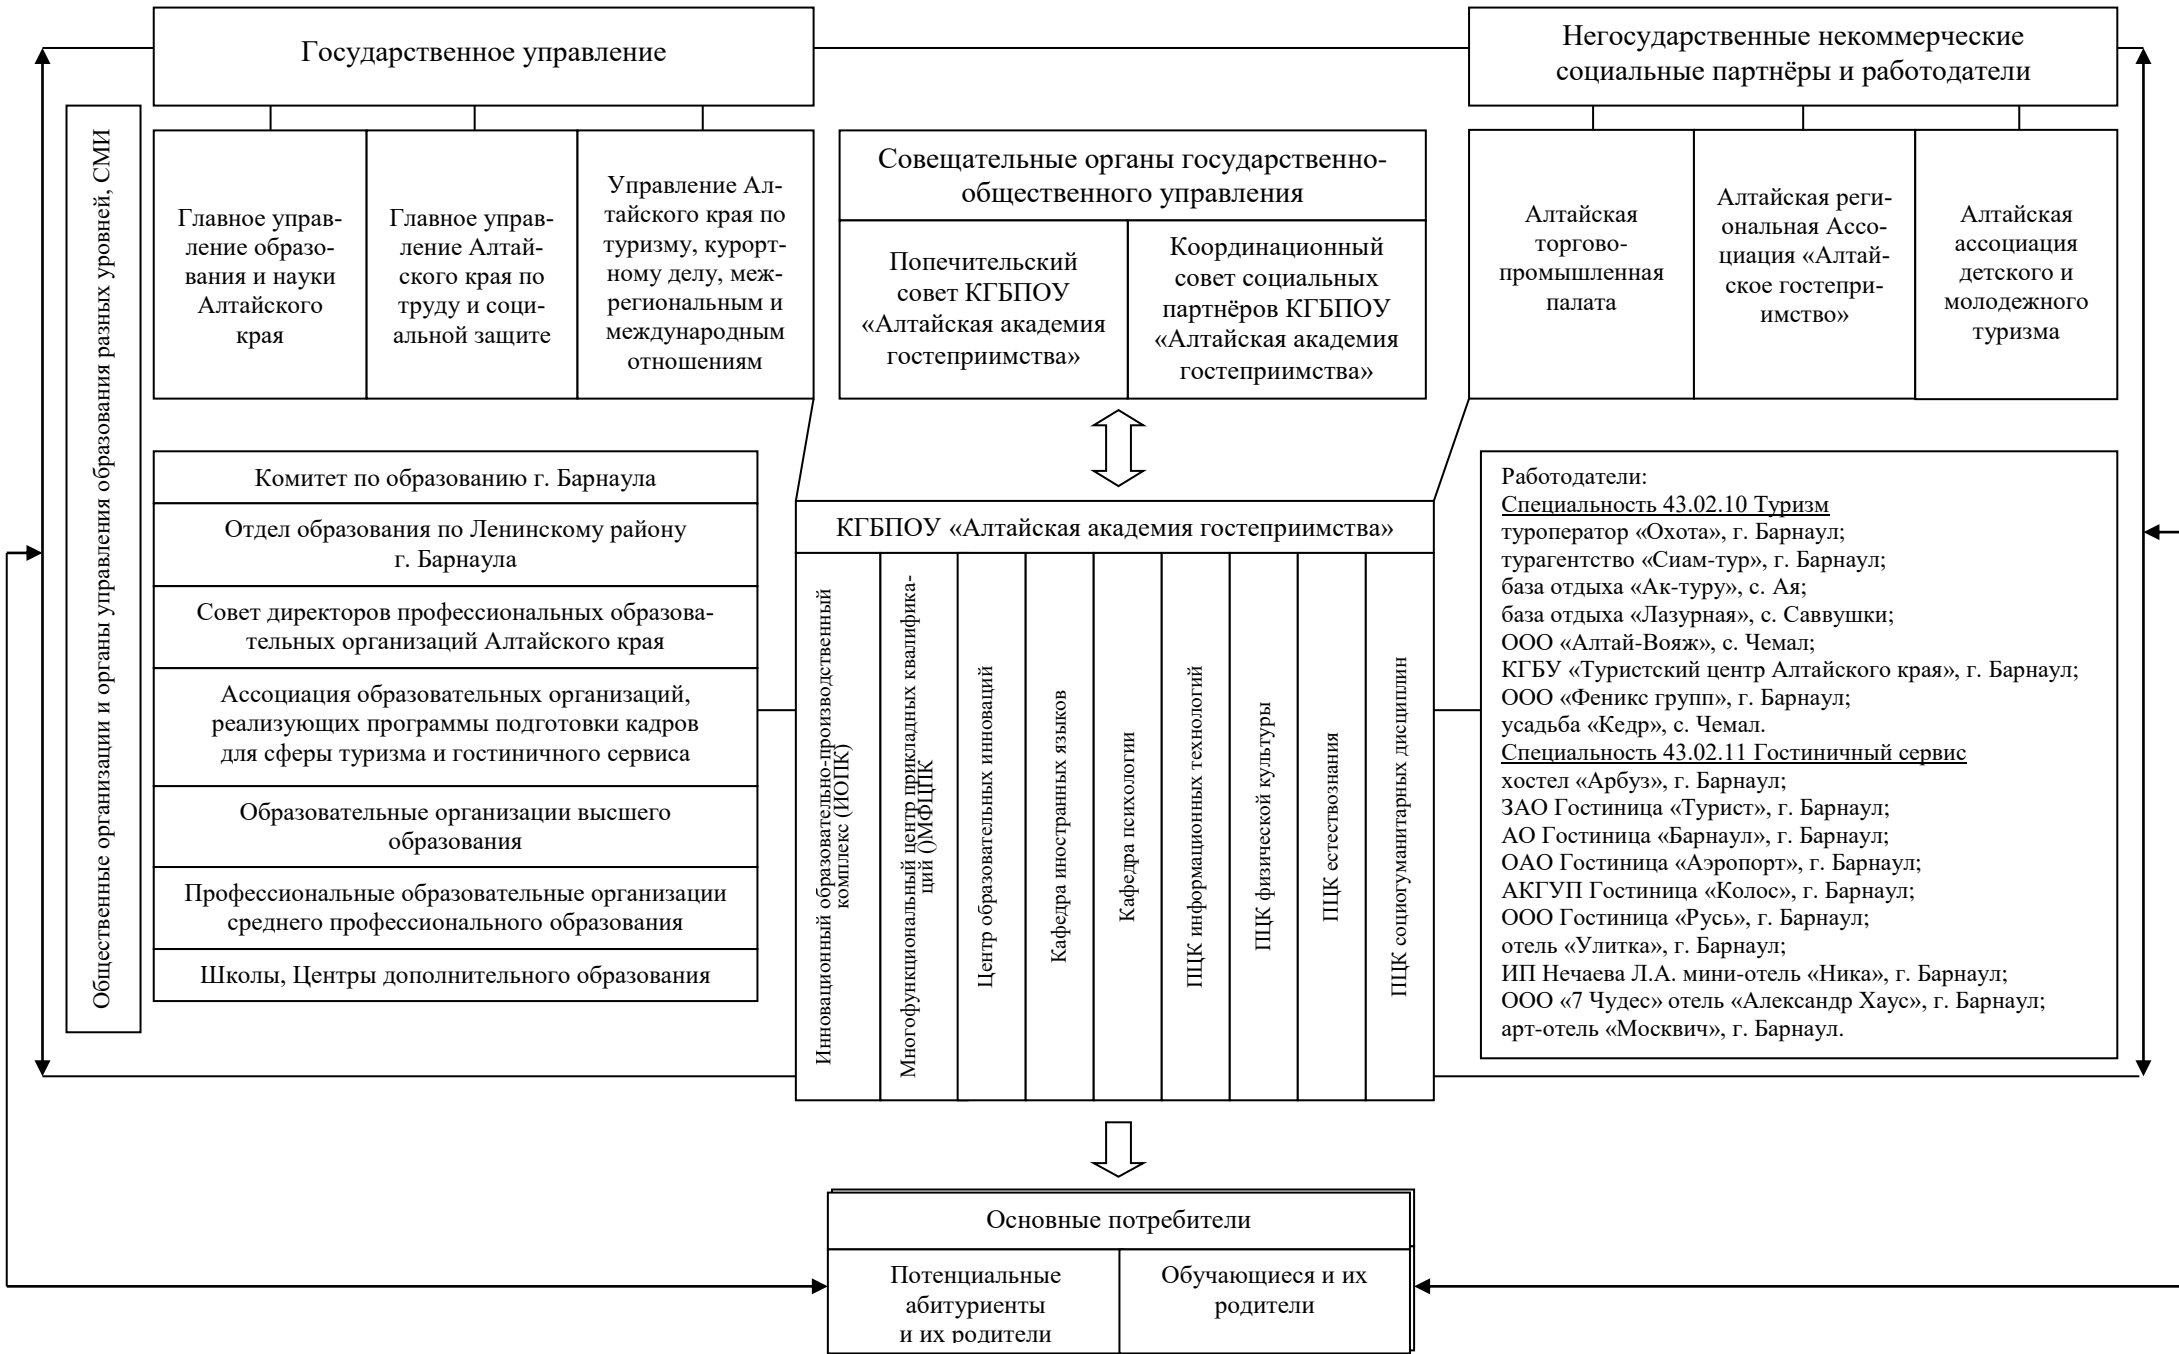 Государственное управление
Негосударственные некоммерческие
социальные партнёры и работодатели
Общественные организации и органы управления образования разных уровней, СМИ
Главное управ-
ление образо-
вания и науки
Алтайского
края
Главное управ-
ление Алтай-
ского края по
труду и соци-
альной защите
Управление Ал-
тайского края по
туризму, курорт-
ному делу, меж-
региональным и
международным
отношениям
Совещательные органы государственно-
общественного управления
Попечительский
совет КГБПОУ
«Алтайская академия
гостеприимства»
Координационный
совет социальных
партнёров КГБПОУ
«Алтайская академия
гостеприимства»
Алтайская
торгово-
промышленная
палата
Алтайская реги-
ональная Ассо-
циация «Алтай-
ское гостепри-
имство»
Алтайская
ассоциация
детского и
молодежного
туризма
Комитет по образованию г. Барнаула
Отдел образования по Ленинскому району
г. Барнаула
Совет директоров профессиональных образова-
тельных организаций Алтайского края
Ассоциация образовательных организаций,
реализующих программы подготовки кадров
для сферы туризма и гостиничного сервиса
Образовательные организации высшего
образования
Профессиональные образовательные организации
среднего профессионального образования
Школы, Центры дополнительного образования
КГБПОУ «Алтайская академия гостеприимства»
Инновационный образовательно-производственный
комплекс (ИОПК)
Многофункциональный центр прикладных квалифика-
ций ()МФЦПК
Центр образовательных инноваций
Кафедра иностранных языков
Кафедра психологии
ПЦК информационных технологий
ПЦК физической культуры
ПЦК естествознания
ПЦК социогуманитарных дисциплин
Работодатели:
Специальность 43.02.10 Туризм
туроператор «Охота», г. Барнаул;
турагентство «Сиам-тур», г. Барнаул;
база отдыха «Ак-туру», с. Ая;
база отдыха «Лазурная», с. Саввушки;
ООО «Алтай-Вояж», с. Чемал;
КГБУ «Туристский центр Алтайского края», г. Барнаул;
ООО «Феникс групп», г. Барнаул;
усадьба «Кедр», с. Чемал.
Специальность 43.02.11 Гостиничный сервис
хостел «Арбуз», г. Барнаул;
ЗАО Гостиница «Турист», г. Барнаул;
АО Гостиница «Барнаул», г. Барнаул;
ОАО Гостиница «Аэропорт», г. Барнаул;
АКГУП Гостиница «Колос», г. Барнаул;
ООО Гостиница «Русь», г. Барнаул;
отель «Улитка», г. Барнаул;
ИП Нечаева Л.А. мини-отель «Ника», г. Барнаул;
ООО «7 Чудес» отель «Александр Хаус», г. Барнаул;
арт-отель «Москвич», г. Барнаул.
Основные потребители
Потенциальные
абитуриенты
и их родители
Обучающиеся и их
родители